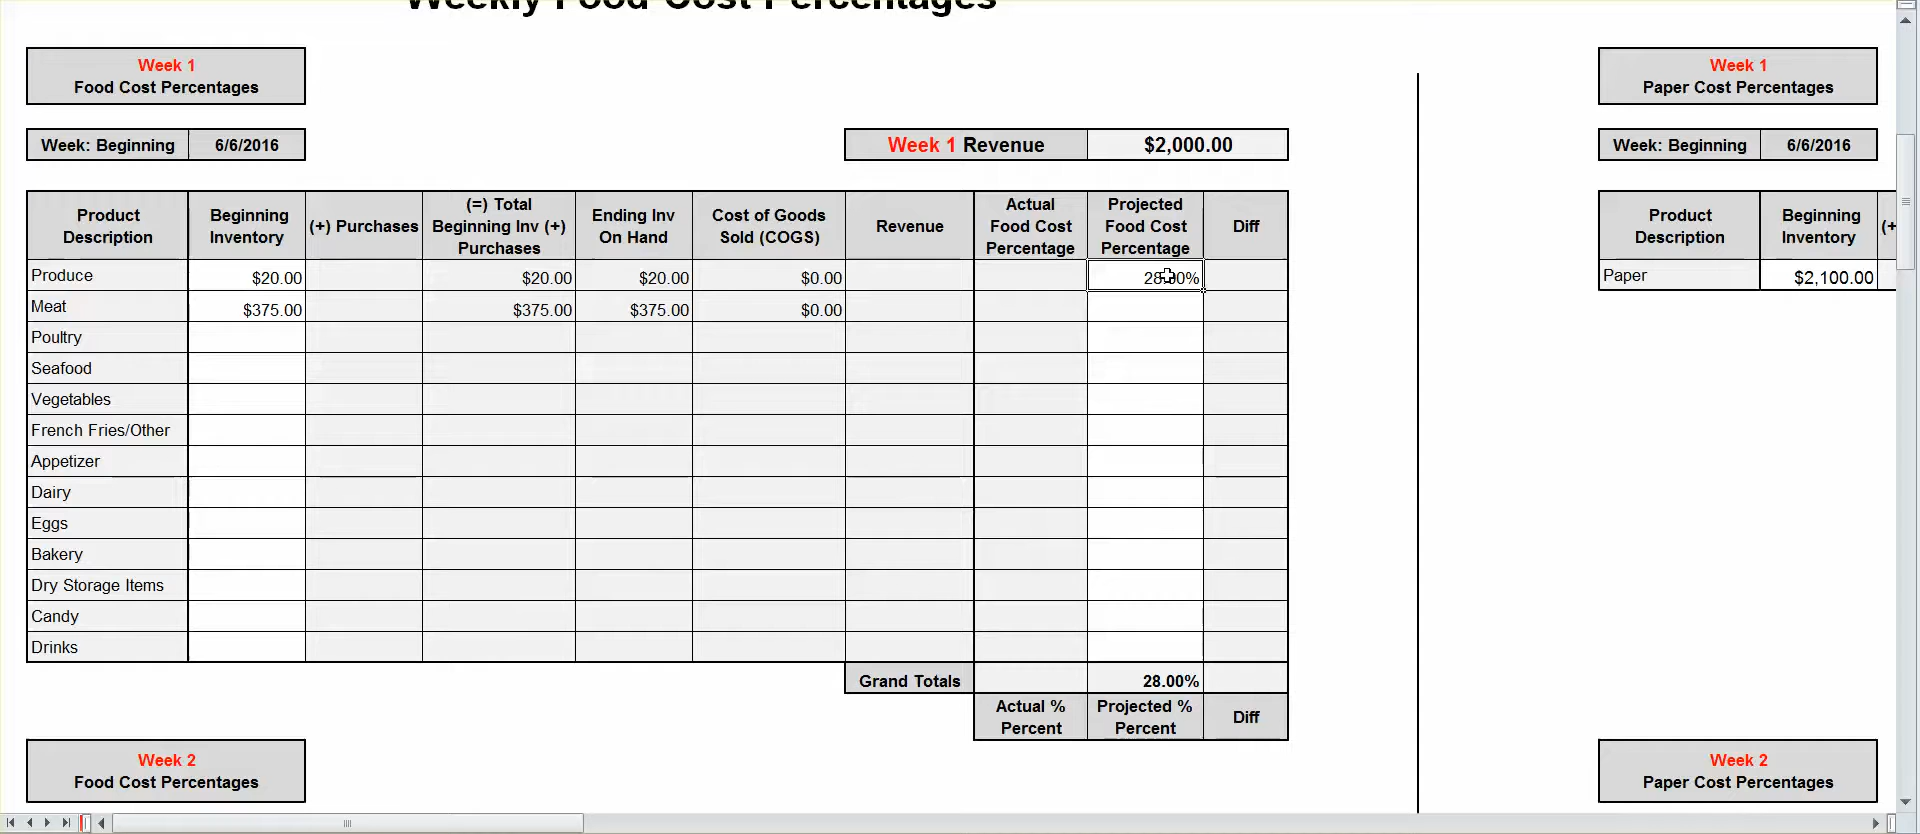 Weekly Food Cost Percentages
Week 1
Food Cost Percentages
Week 1
Paper Cost Percentages
Week: Beginning 6/6/2016
Week 1 Revenue $2,000.00
Week: Beginning 6/6/2016
Product Description
Beginning Inventory
(+) Purchases
(=) Total Beginning Inv (+) Purchases
Ending Inv On Hand
Cost of Goods Sold (COGS)
Revenue
Actual Food Cost Percentage
Projected Food Cost Percentage
Diff
Product Description
Beginning Inventory
(+
Produce $20.00 $20.00 $20.00 $0.00 28.00%
Paper $2,100.00
Meat $375.00 $375.00 $375.00 $0.00
Poultry
Seafood
Vegetables
French Fries/Other
Appetizer
Dairy
Eggs
Bakery
Dry Storage Items
Candy
Drinks
Grand Totals 28.00%
Actual % Percent
Projected % Percent
Diff
Week 2
Food Cost Percentages
Week 2
Paper Cost Percentages